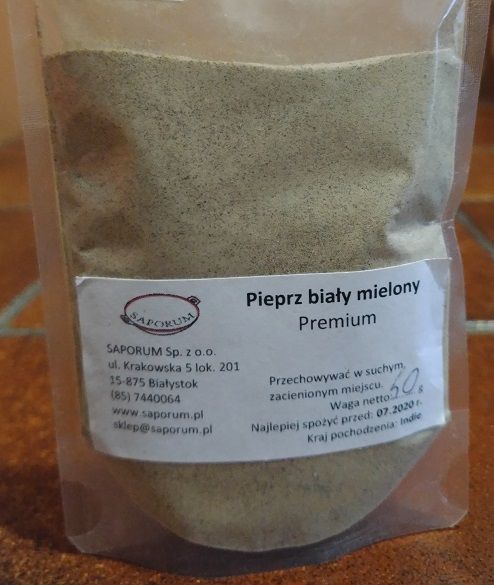 SAPORUM
Pieprz biały mielony
Premium
SAPORUM Sp. z o.o.
ul. Krakowska 5 lok. 201
15-875 Białystok
(85) 7440064
www.saporum.pl
sklep@saporum.pl
Przechowywać w suchym,
zacienionym miejscu.
Waga netto: 40 g
Najlepiej spożyć przed: 07.2020 r.
Kraj pochodzenia: Indie